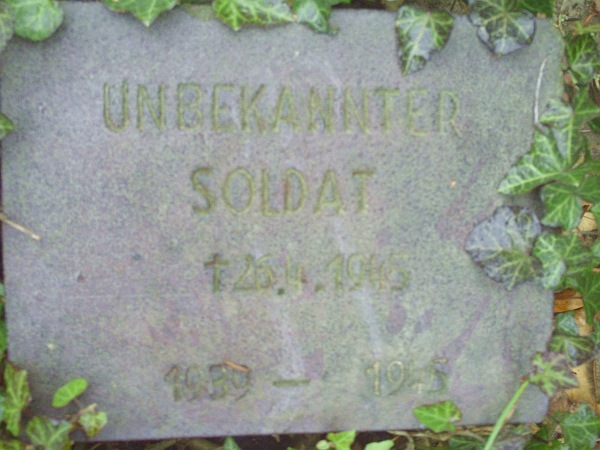 UNBEKANNTER
SOLDAT
†26.4.1945
1939 — 1945